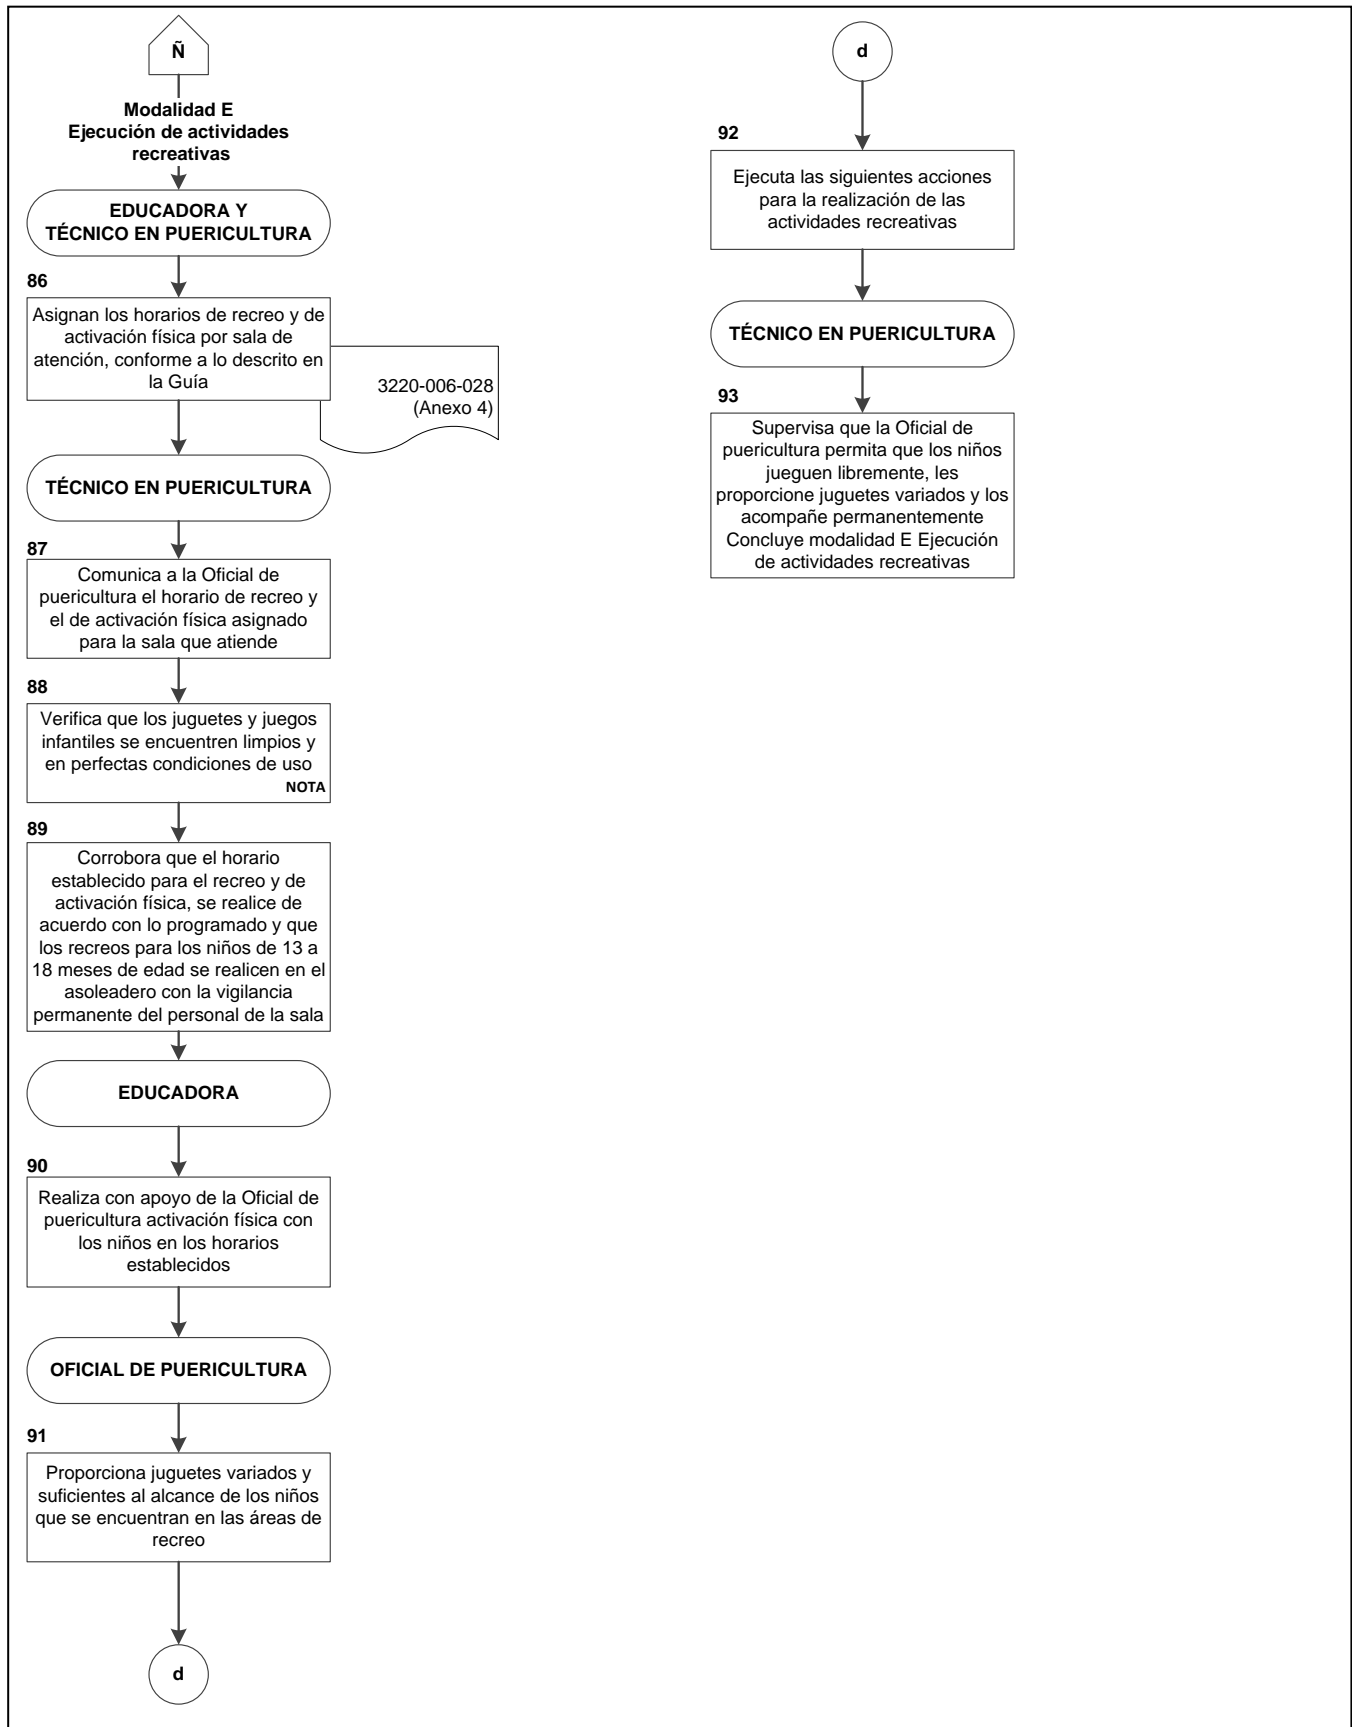 Ñ
Modalidad E
Ejecución de actividades
recreativas
EDUCADORA Y
TÉCNICO EN PUERICULTURA
86
Asignan los horarios de recreo y de
activación física por sala de
atención, conforme a lo descrito en
la Guía
3220-006-028
(Anexo 4)
TÉCNICO EN PUERICULTURA
87
Comunica a la Oficial de
puericultura el horario de recreo y
el de activación física asignado
para la sala que atiende
88
Verifica que los juguetes y juegos
infantiles se encuentren limpios y
en perfectas condiciones de uso
NOTA
89
Corrobora que el horario
establecido para el recreo y de
activación física, se realice de
acuerdo con lo programado y que
los recreos para los niños de 13 a
18 meses de edad se realicen en el
asoleadero con la vigilancia
permanente del personal de la sala
EDUCADORA
90
Realiza con apoyo de la Oficial de
puericultura activación física con
los niños en los horarios
establecidos
OFICIAL DE PUERICULTURA
91
Proporciona juguetes variados y
suficientes al alcance de los niños
que se encuentran en las áreas de
recreo
d
d
92
Ejecuta las siguientes acciones
para la realización de las
actividades recreativas
TÉCNICO EN PUERICULTURA
93
Supervisa que la Oficial de
puericultura permita que los niños
jueguen libremente, les
proporcione juguetes variados y los
acompañe permanentemente
Concluye modalidad E Ejecución
de actividades recreativas